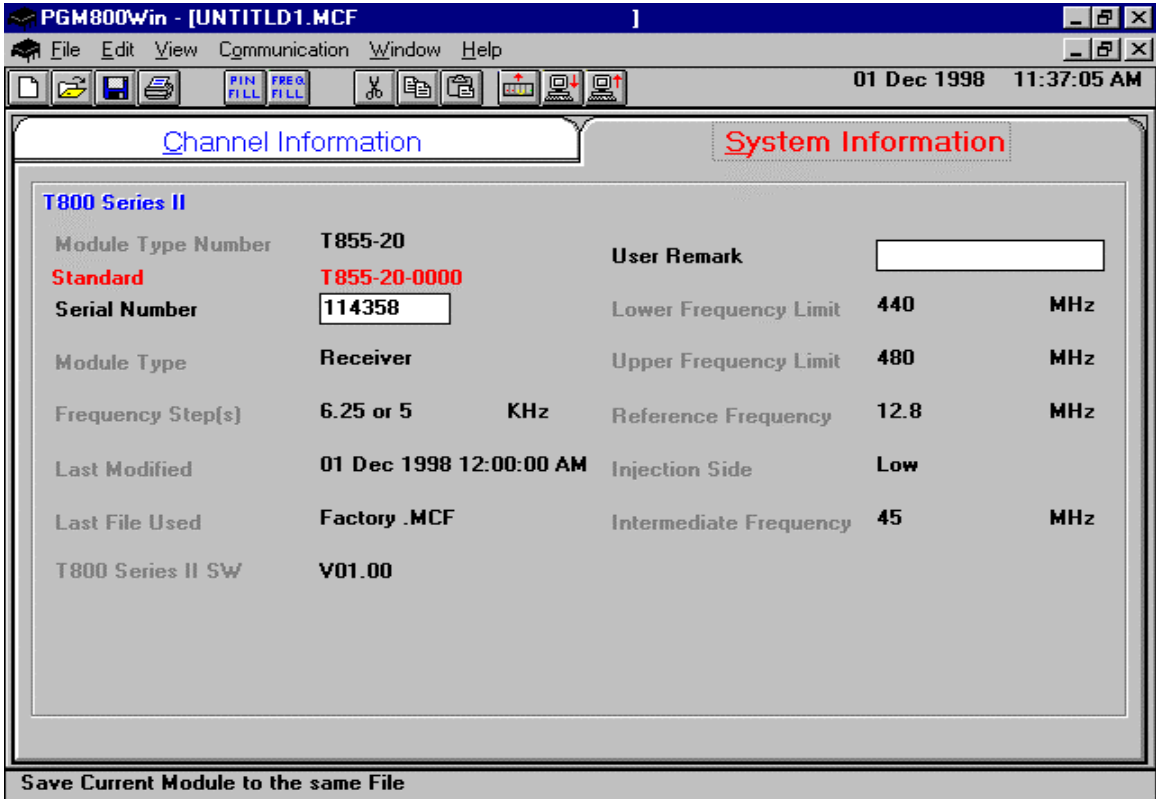 PGM800Win - [UNTITLD1.MCF ]
File Edit View Communication Window Help
PIN FILL FREQ FILL 01 Dec 1998 11:37:05 AM
Channel Information System Information
T800 Series II
Module Type Number T855-20
Standard T855-20-0000
User Remark
Serial Number 114358
Lower Frequency Limit 440 MHz
Module Type Receiver
Upper Frequency Limit 480 MHz
Frequency Step(s) 6.25 or 5 KHz
Reference Frequency 12.8 MHz
Last Modified 01 Dec 1998 12:00:00 AM
Injection Side Low
Last File Used Factory .MCF
Intermediate Frequency 45 MHz
T800 Series II SW V01.00
Save Current Module to the same File